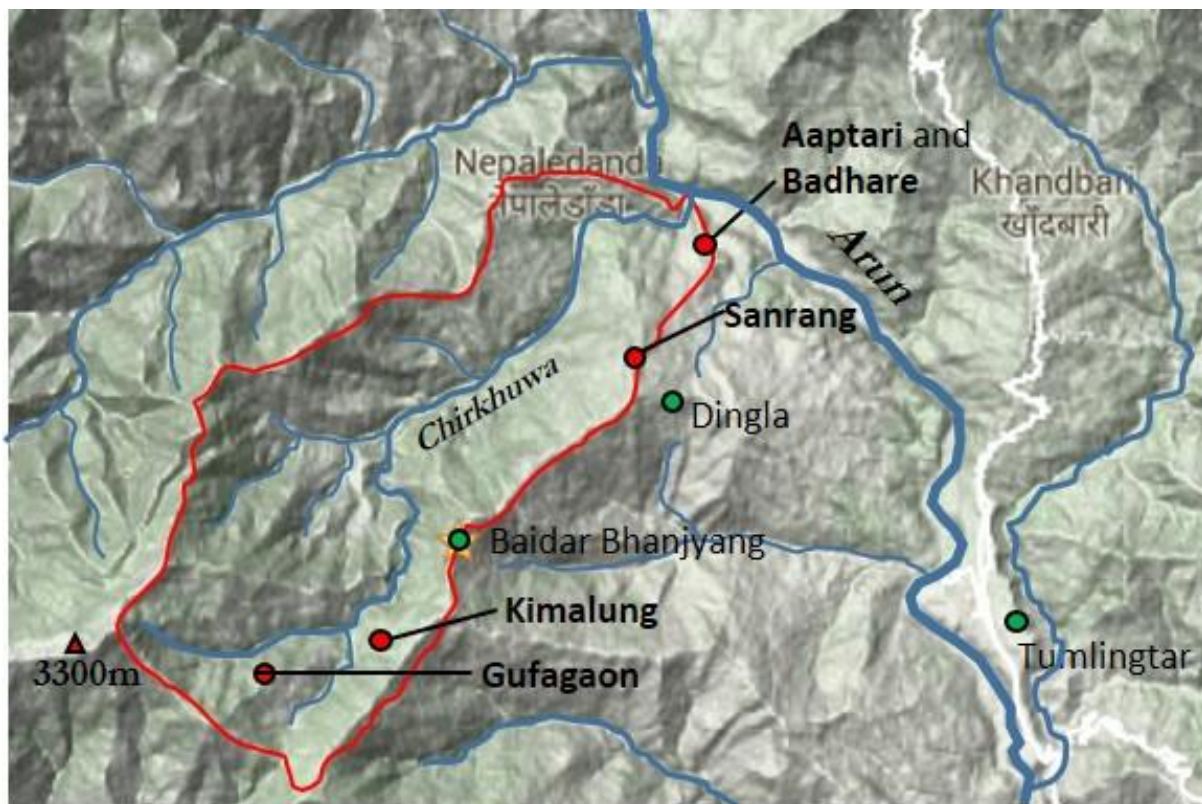 Aaptari and
Badhare
Nepaledanda
नेपालेडाँडा
Khandbari
खाँदबारी
Arun
Sanrang
Chirkhuwa
Dingla
Baidar Bhanjyang
Kimalung
Tumlingtar
3300m
Gufagaon